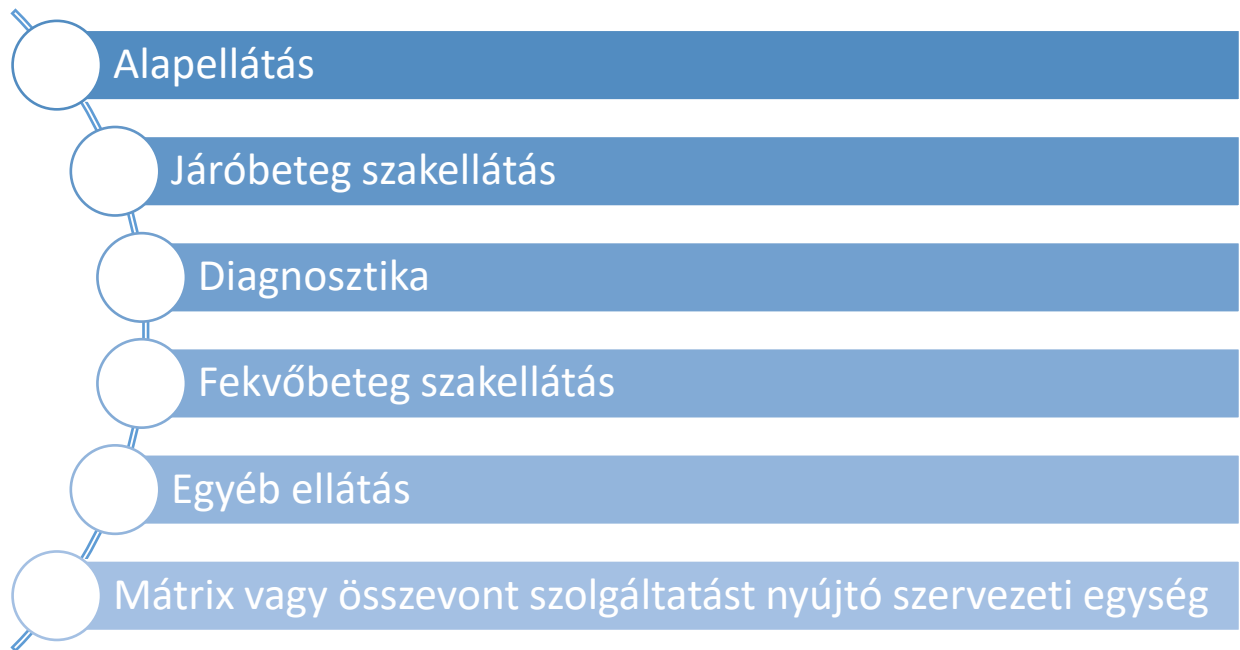 Alapellátás
Járóbeteg szakellátás
Diagnosztika
Fekvőbeteg szakellátás
Egyéb ellátás
Mátrix vagy összevont szolgáltatást nyújtó szervezeti egység